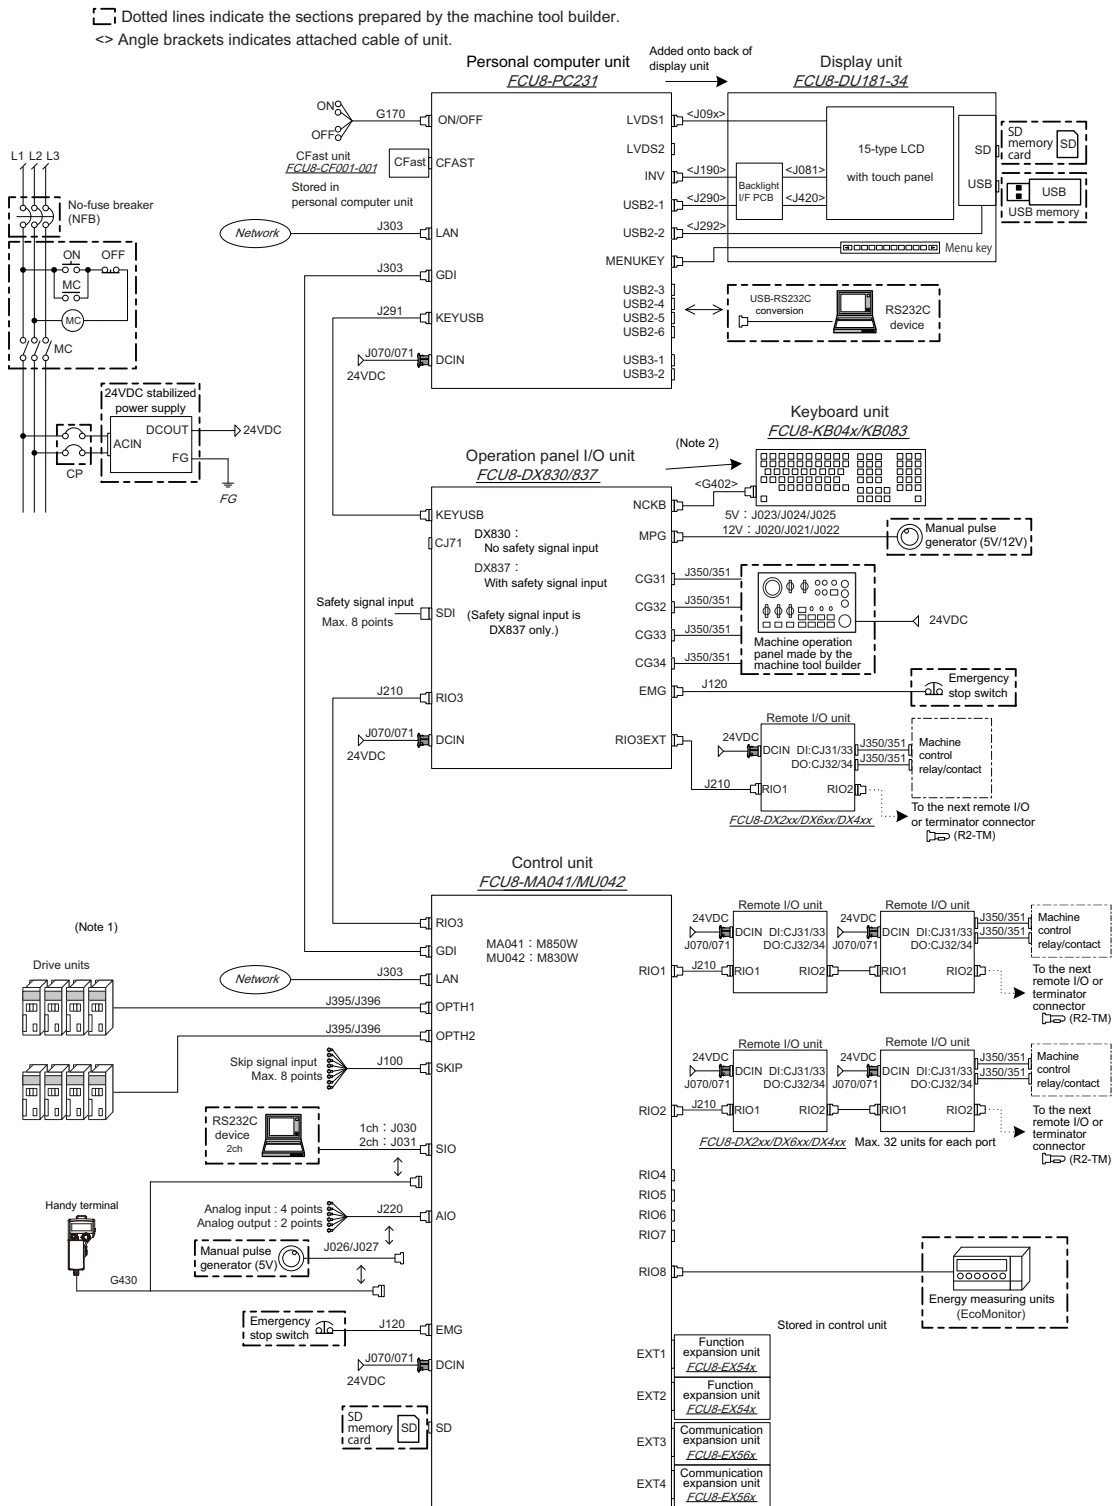 Dotted lines indicate the sections prepared by the machine tool builder.
<> Angle brackets indicates attached cable of unit.
Personal computer unit
FCU8-PC231
Added onto back of
display unit
Display unit
FCU8-DU181-34
ON
OFF
G170
ON/OFF
CFast unit
FCU8-CF001-001
CFast
CFAST
Stored in
personal computer unit
Network
J303
LAN
J303
GDI
J291
KEYUSB
J070/071
24VDC
DCIN
LVDS1
LVDS2
INV
USB2-1
USB2-2
MENUKEY
USB2-3
USB2-4
USB2-5
USB2-6
USB3-1
USB3-2
<J09x>
<J190>
<J290>
<J292>
Backlight
I/F PCB
<J081>
<J420>
15-type LCD
with touch panel
SD
USB
SD
memory
card
SD
USB
USB memory
Menu key
USB-RS232C
conversion
RS232C
device
L1 L2 L3
No-fuse breaker
(NFB)
ON
OFF
MC
MC
MC
24VDC stabilized
power supply
DCOUT
ACIN
FG
24VDC
FG
CP
Operation panel I/O unit
FCU8-DX830/837
(Note 2)
Keyboard unit
FCU8-KB04x/KB083
KEYUSB
CJ71
DX830 :
No safety signal input
DX837 :
With safety signal input
Safety signal input
Max. 8 points
SDI
(Safety signal input is
DX837 only.)
J210
RIO3
J070/071
24VDC
DCIN
NCKB
<G402>
MPG
5V : J023/J024/J025
12V : J020/J021/J022
Manual pulse
generator (5V/12V)
CG31
J350/351
CG32
J350/351
CG33
J350/351
CG34
J350/351
Machine operation
panel made by the
machine tool builder
24VDC
EMG
J120
Emergency
stop switch
RIO3EXT
J210
Remote I/O unit
24VDC
DCIN
DI:CJ31/33
DO:CJ32/34
J350/351
J350/351
Machine
control
relay/contact
RIO1
RIO2
FCU8-DX2xx/DX6xx/DX4xx
To the next remote I/O
or terminator connector
(R2-TM)
Control unit
FCU8-MA041/MU042
(Note 1)
Drive units
RIO3
GDI
MA041 : M850W
MU042 : M830W
Network
J303
LAN
J395/J396
OPTH1
J395/J396
OPTH2
Skip signal input
Max. 8 points
J100
SKIP
RS232C
device
2ch
1ch : J030
2ch : J031
SIO
Handy terminal
Analog input : 4 points
Analog output : 2 points
J220
AIO
Manual pulse
generator (5V)
J026/J027
G430
Emergency
stop switch
J120
EMG
J070/071
24VDC
DCIN
SD
memory
card
SD
SD
RIO1
J210
Remote I/O unit
24VDC
J070/071
DCIN
DI:CJ31/33
DO:CJ32/34
RIO1
RIO2
Remote I/O unit
24VDC
J070/071
DCIN
DI:CJ31/33
DO:CJ32/34
RIO1
RIO2
J350/351
J350/351
Machine
control
relay/contact
To the next
remote I/O or
terminator
connector
(R2-TM)
RIO2
J210
Remote I/O unit
24VDC
J070/071
DCIN
DI:CJ31/33
DO:CJ32/34
RIO1
RIO2
Remote I/O unit
24VDC
J070/071
DCIN
DI:CJ31/33
DO:CJ32/34
RIO1
RIO2
J350/351
J350/351
Machine
control
relay/contact
To the next
remote I/O or
terminator
connector
(R2-TM)
FCU8-DX2xx/DX6xx/DX4xx
Max. 32 units for each port
RIO4
RIO5
RIO6
RIO7
RIO8
Energy measuring units
(EcoMonitor)
Stored in control unit
EXT1
Function
expansion unit
FCU8-EX54x
EXT2
Function
expansion unit
FCU8-EX54x
EXT3
Communication
expansion unit
FCU8-EX56x
EXT4
Communication
expansion unit
FCU8-EX56x